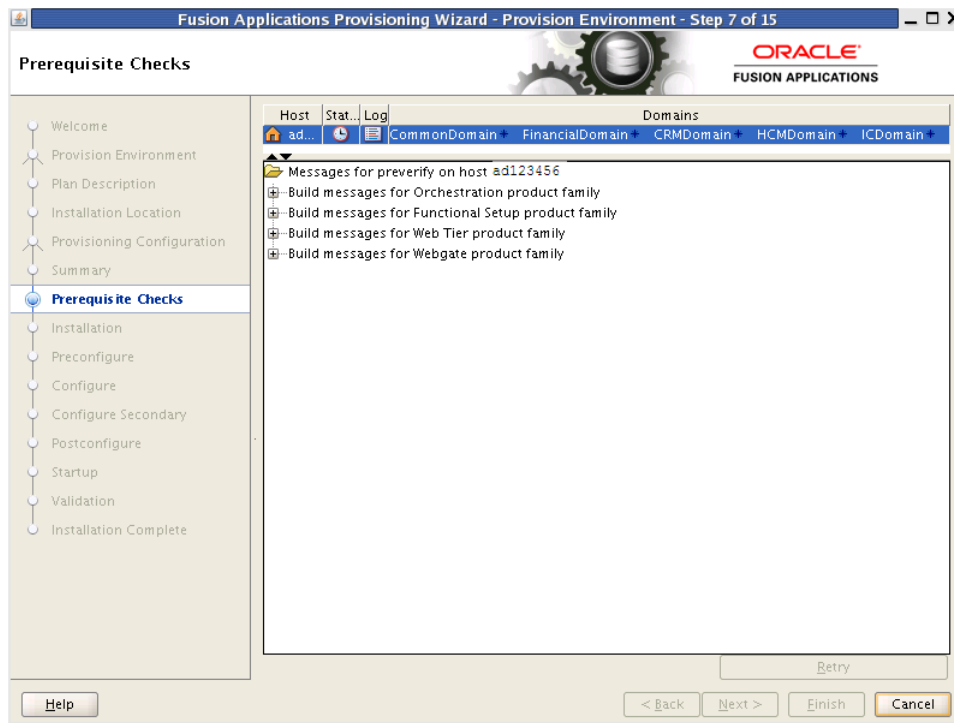 Fusion Applications Provisioning Wizard - Provision Environment - Step 7 of 15
Prerequisite Checks
ORACLE
FUSION APPLICATIONS
Welcome
Provision Environment
Plan Description
Installation Location
Provisioning Configuration
Summary
Prerequisite Checks
Installation
Preconfigure
Configure
Configure Secondary
Postconfigure
Startup
Validation
Installation Complete
Host Stat... Log Domains
ad... CommonDomain+ FinancialDomain+ CRMDomain+ HCMDomain+ ICDomain+
Messages for preverify on host ad123456
Build messages for Orchestration product family
Build messages for Functional Setup product family
Build messages for Web Tier product family
Build messages for Webgate product family
Retry
Help
< Back Next > Finish Cancel